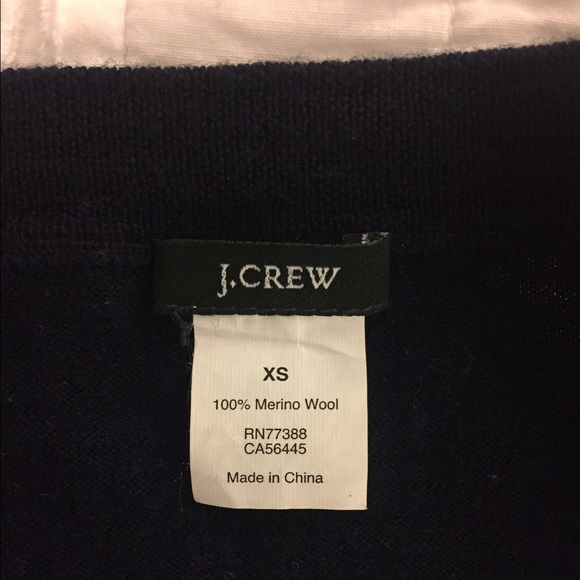 J.CREW
XS
100% Merino Wool
RN77388
CA56445
Made in China